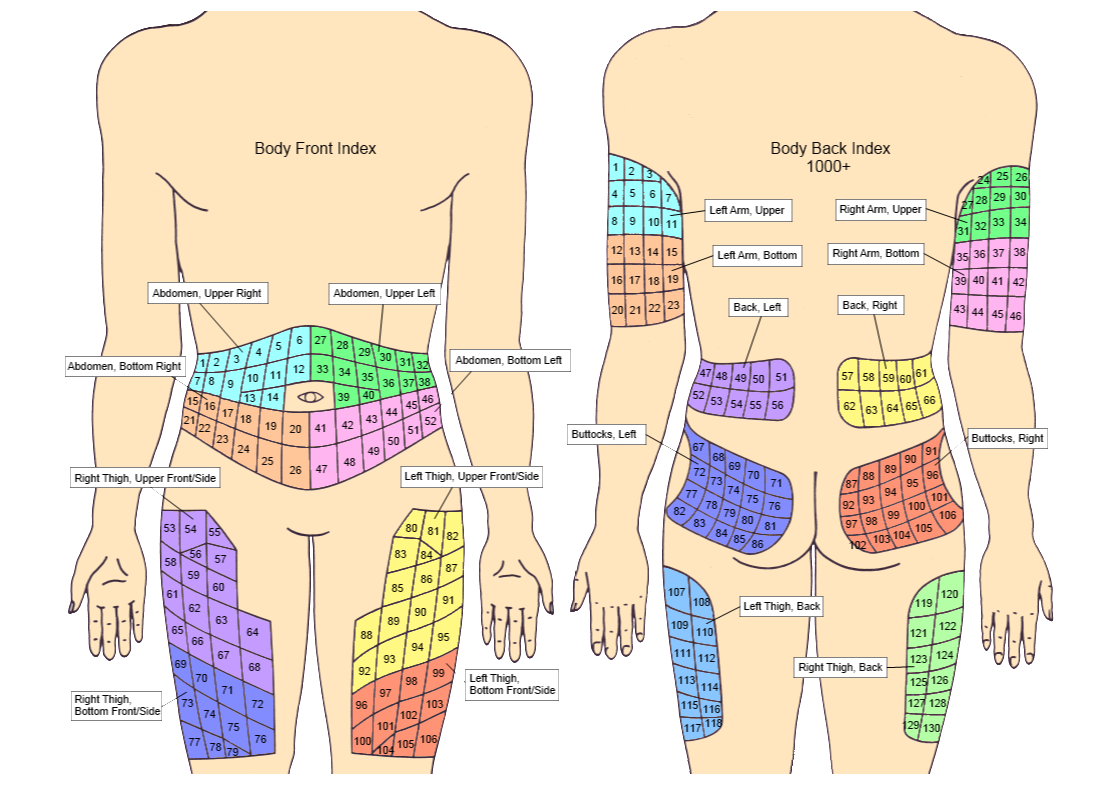 Body Front Index
Abdomen, Upper Right
Abdomen, Upper Left
Abdomen, Bottom Right
Abdomen, Bottom Left
1 2 3 4 5 6 27 28 29 30 31 32
7 8 9 10 11 12 33 34 35 36 37 38
13 14 39 40
15 16 17 18 19 20 41 42 43 44 45 46
21 22 23 24 25 26 47 48 49 50 51 52
Right Thigh, Upper Front/Side
Left Thigh, Upper Front/Side
53 54 55
56 57
58 59 60
61 62
64
65 66 67 68
69 70 71 72
73 74 75 76
77 78 79
80 81 82
83 84
85 86 87
88 89 90 91
92 93 94 95
96 97 98 99
100 101 102 103
104 105 106
Right Thigh,
Bottom Front/Side
Left Thigh,
Bottom Front/Side
Body Back Index
1000+
Left Arm, Upper
Right Arm, Upper
Left Arm, Bottom
Right Arm, Bottom
1 2 3
4 5 6 7
8 9 10 11
12 13 14 15
16 17 18 19
20 21 22 23
24 25 26
27 28 29 30
31 32 33 34
35 36 37 38
39 40 41 42
43 44 45 46
Back, Left
Back, Right
47 48 49 50 51
52 53 54 55 56
57 58 59 60 61
62 63 64 65 66
Buttocks, Left
Buttocks, Right
67 68 69 70 71
72 73 74 75 76
77 78 79 80 81
82 83 84 85 86
87 88 89 90 91
92 93 94 95 96
97 98 99 100 101
102 103 104 105 106
Left Thigh, Back
Right Thigh, Back
107 108
109 110
111 112
113 114
115 116
117 118
119 120
121 122
123 124
125 126
127 128
129 130